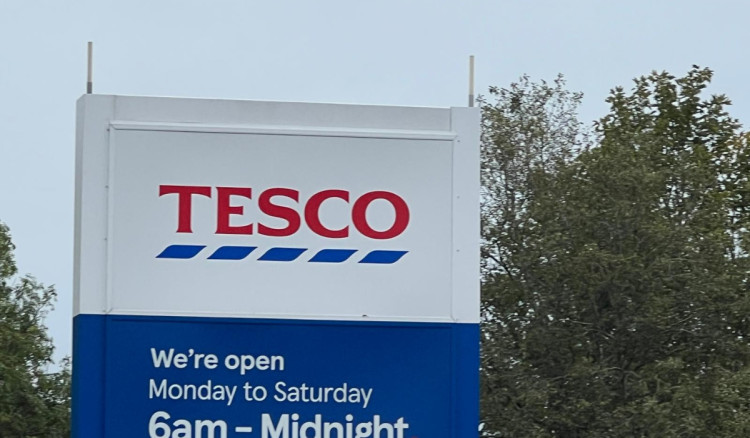 TESCO
We're open
Monday to Saturday
6am – Midnight